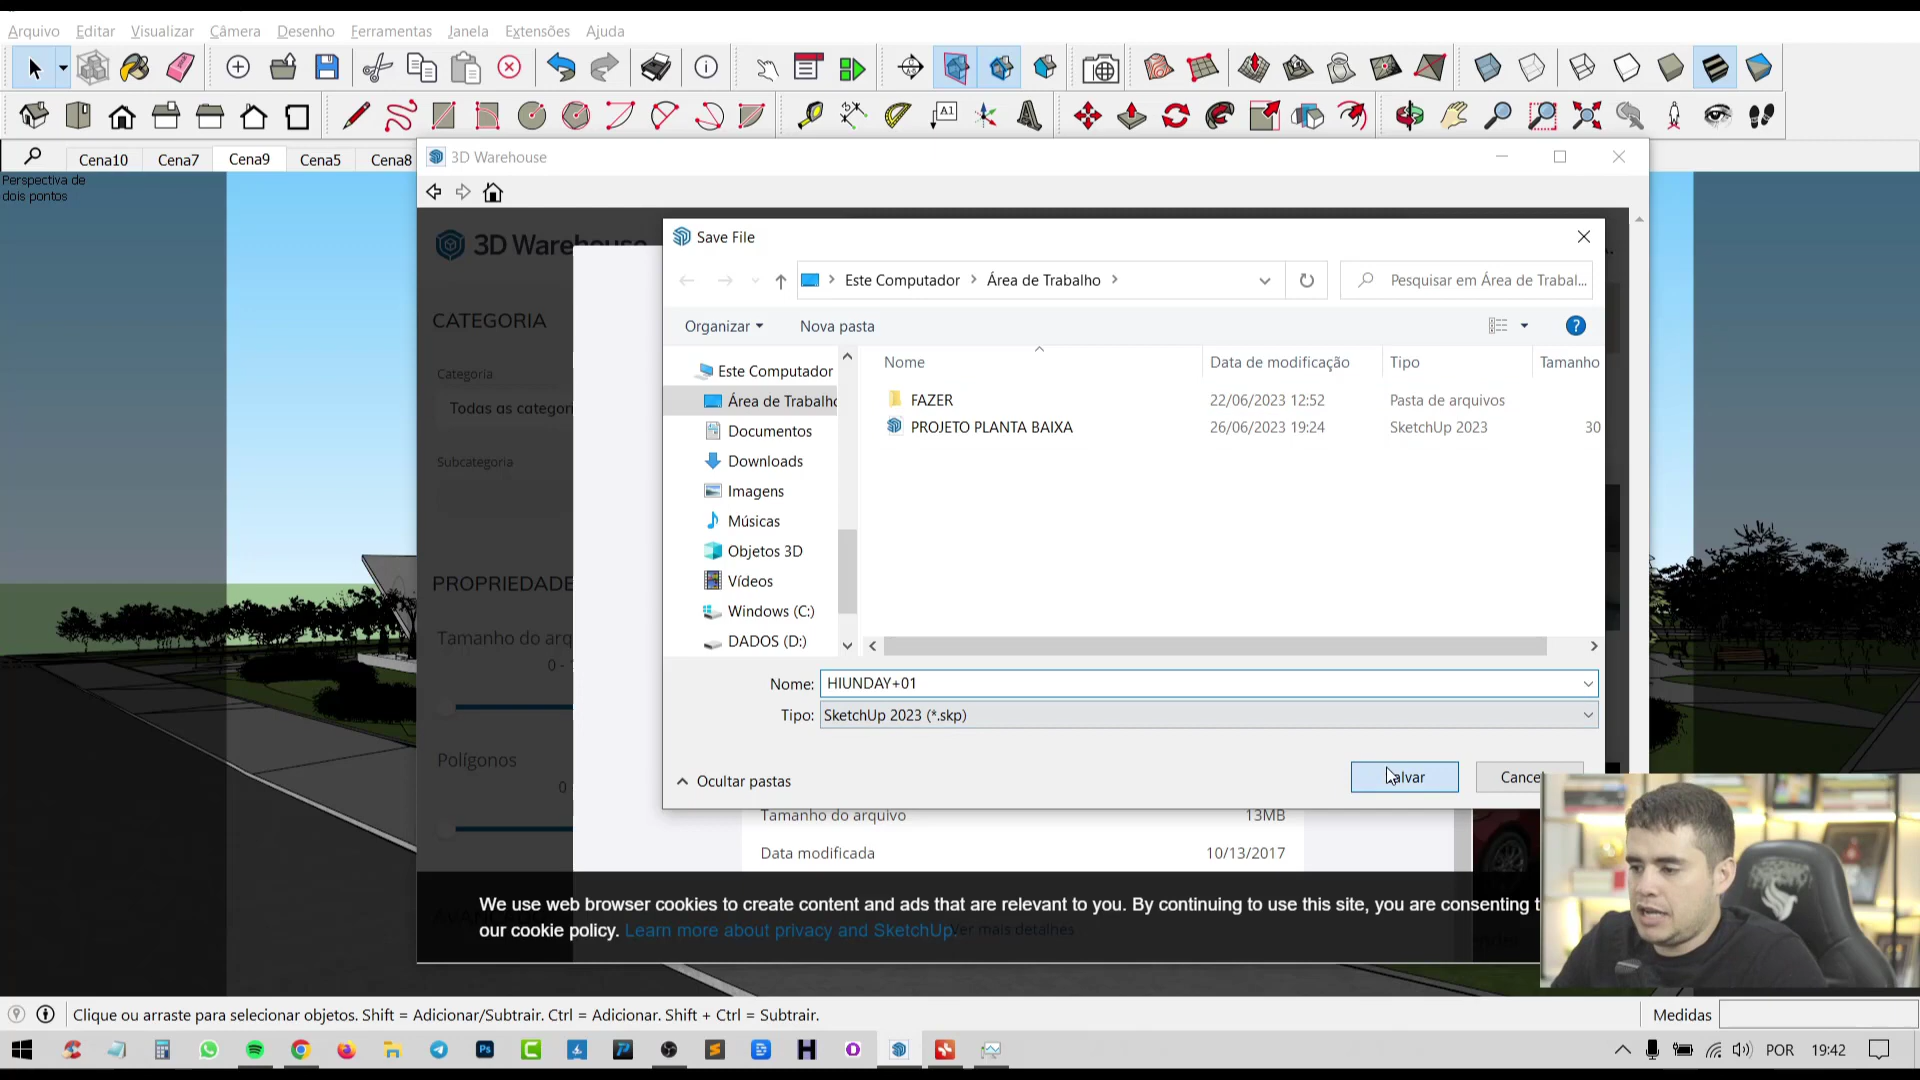 Arquivo Editar Visualizar Câmera Desenho Ferramentas Janela Extensões Ajuda
Cena10 Cena7 Cena9 Cena5 Cena8
Perspectiva de
dois pontos
3D Warehouse
3D Warehouse
CATEGORIA
Categoria
Todas as categor
Subcategoria
PROPRIEDADE
Tamanho do arq
0 -
Polígonos
0
Save File
Este Computador Área de Trabalho
Pesquisar em Área de Trabal...
Organizar Nova pasta
Este Computador
Área de Trabalho
Documentos
Downloads
Imagens
Músicas
Objetos 3D
Vídeos
Windows (C:)
DADOS (D:)
Nome Data de modificação Tipo Tamanho
FAZER 22/06/2023 12:52 Pasta de arquivos
PROJETO PLANTA BAIXA 26/06/2023 19:24 SketchUp 2023 30
Nome: HIUNDAY+01
Tipo: SketchUp 2023 (*.skp)
Ocultar pastas
alvar Cance
Tamanho do arquivo 13MB
Data modificada 10/13/2017
We use web browser cookies to create content and ads that are relevant to you. By continuing to use this site, you are consenting t
our cookie policy. Learn more about privacy and SketchUp.
er mais detalhes
Clique ou arraste para selecionar objetos. Shift = Adicionar/Subtrair. Ctrl = Adicionar. Shift + Ctrl = Subtrair.
Medidas
POR 19:42